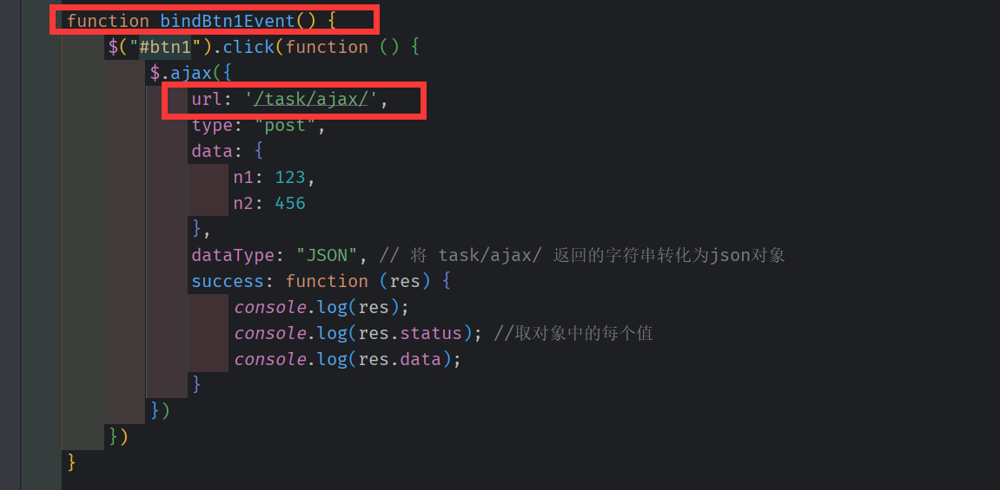 function bindBtn1Event() {
$("#btn1").click(function () {
$.ajax({
url: '/task/ajax/',
type: "post",
data: {
n1: 123,
n2: 456
},
dataType: "JSON", // 将 task/ajax/ 返回的字符串转化为json对象
success: function (res) {
console.log(res);
console.log(res.status); //取对象中的每个值
console.log(res.data);
}
})
})
}